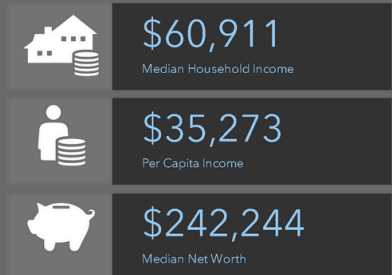 $60,911
Median Household Income
$35,273
Per Capita Income
$242,244
Median Net Worth